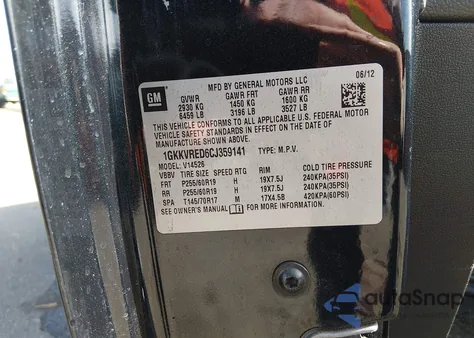 MFD BY GENERAL MOTORS LLC 06/12
GM GVWR GAWR FRT GAWR RR
2930 KG 1450 KG 1600 KG
6459 LB 3196 LB 3527 LB
THIS VEHICLE CONFORMS TO ALL APPLICABLE U.S. FEDERAL MOTOR
VEHICLE SAFETY STANDARDS IN EFFECT ON THE DATE OF
MANUFACTURE SHOWN ABOVE.
1GKKVRED6CJ359141 TYPE: M.P.V.
MODEL: V14526
VBBV TIRE SIZE SPEED RTG RIM COLD TIRE PRESSURE
FR P255/60R19 H 19X7.5J 240KPA(35PSI)
RR P255/60R19 H 19X7.5J 240KPA(35PSI)
SPA T145/70R17 M 17X4.5B 420KPA(60PSI)
SEE OWNER'S MANUAL FOR ADDITIONAL INFORMATION
autoSnap